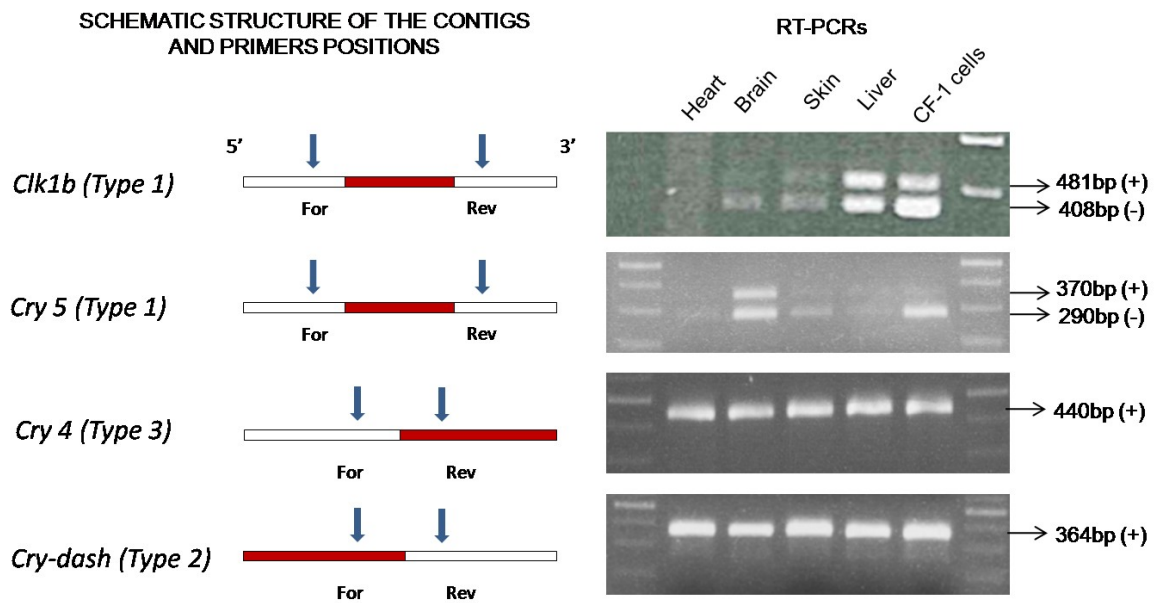 SCHEMATIC STRUCTURE OF THE CONTIGS
AND PRIMERS POSITIONS
RT-PCRs
Heart
Brain
Skin
Liver
CF-1 cells
5’
3’
Clk1b (Type 1)
For
Rev
481bp (+)
408bp (-)
Cry 5 (Type 1)
For
Rev
370bp (+)
290bp (-)
Cry 4 (Type 3)
For
Rev
440bp (+)
Cry-dash (Type 2)
For
Rev
364bp (+)